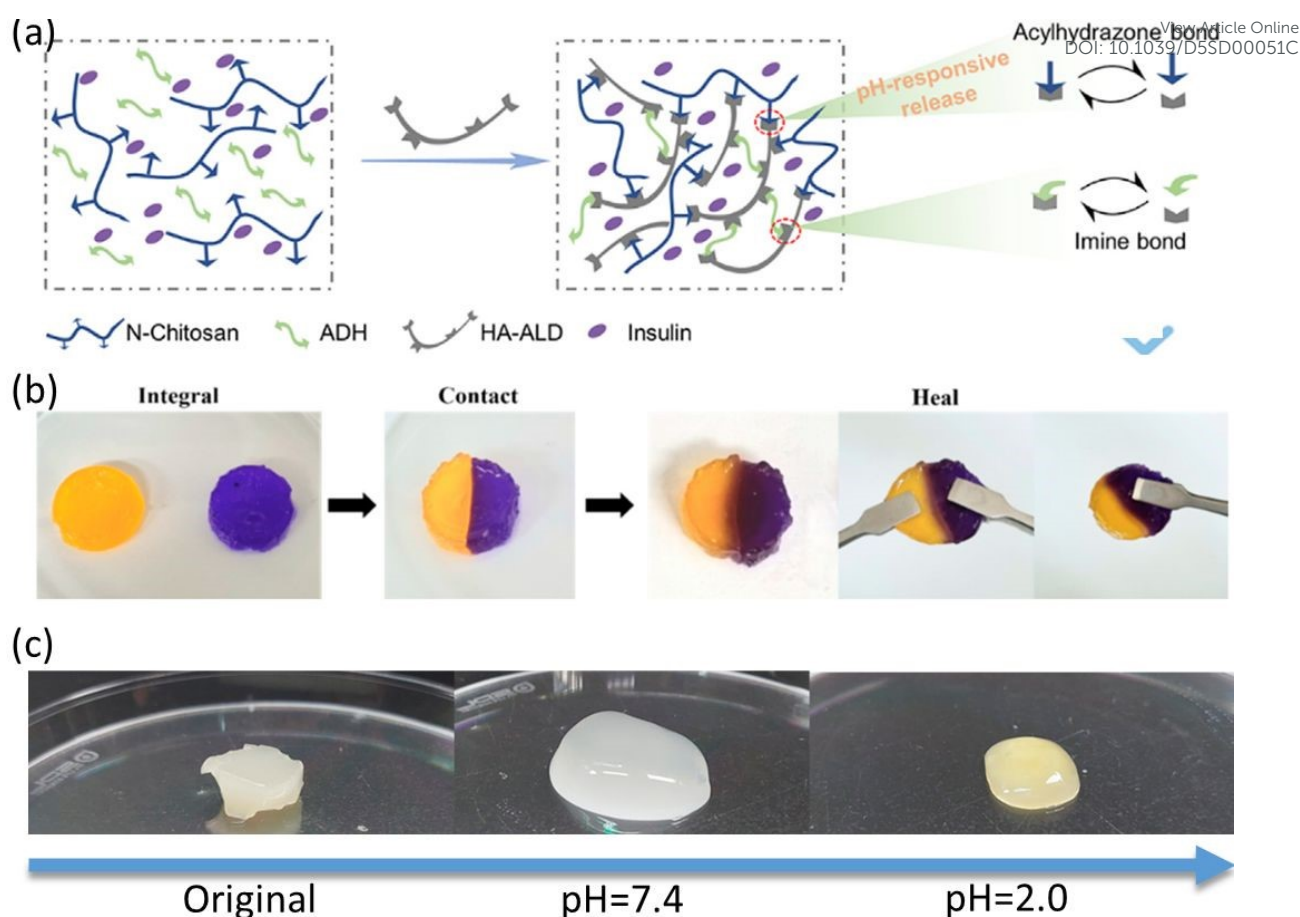 (a)
View Article Online
DOI: 10.1039/D5SD00051C
Acylhydrazone bond
pH-responsive
release
Imine bond
N-Chitosan
ADH
HA-ALD
Insulin
(b)
Integral
Contact
Heal
(c)
Original
pH=7.4
pH=2.0